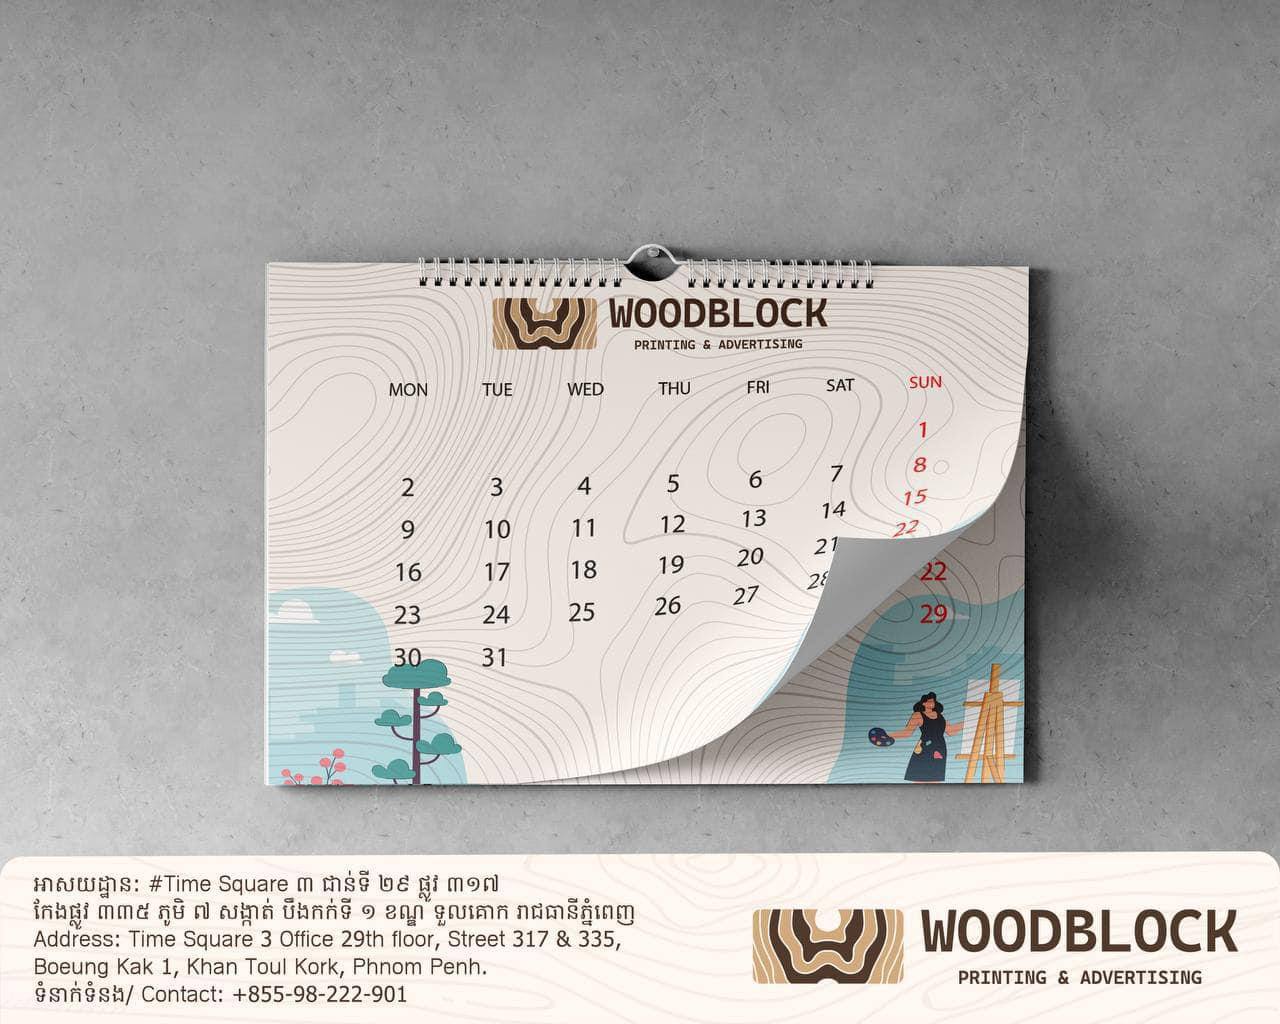 WOODBLOCK
PRINTING & ADVERTISING
MON TUE WED THU FRI SAT SUN
1
2 3 4 5 6 7 8
9 10 11 12 13 14 15
16 17 18 19 20 21 22
23 24 25 26 27 28
30 31
22
29
អាសយដ្ឋាន: #Time Square ៣ ជាន់ទី ២៩ ផ្លូវ ៣១៧
កែងផ្លូវ ៣៣៥ ភូមិ ៧ សង្កាត់ បឹងកក់ទី ១ ខណ្ឌ ទួលគោក រាជធានីភ្នំពេញ
Address: Time Square 3 Office 29th floor, Street 317 & 335,
Boeung Kak 1, Khan Toul Kork, Phnom Penh.
ទំនាក់ទំនង/ Contact: +855-98-222-901
WOODBLOCK
PRINTING & ADVERTISING